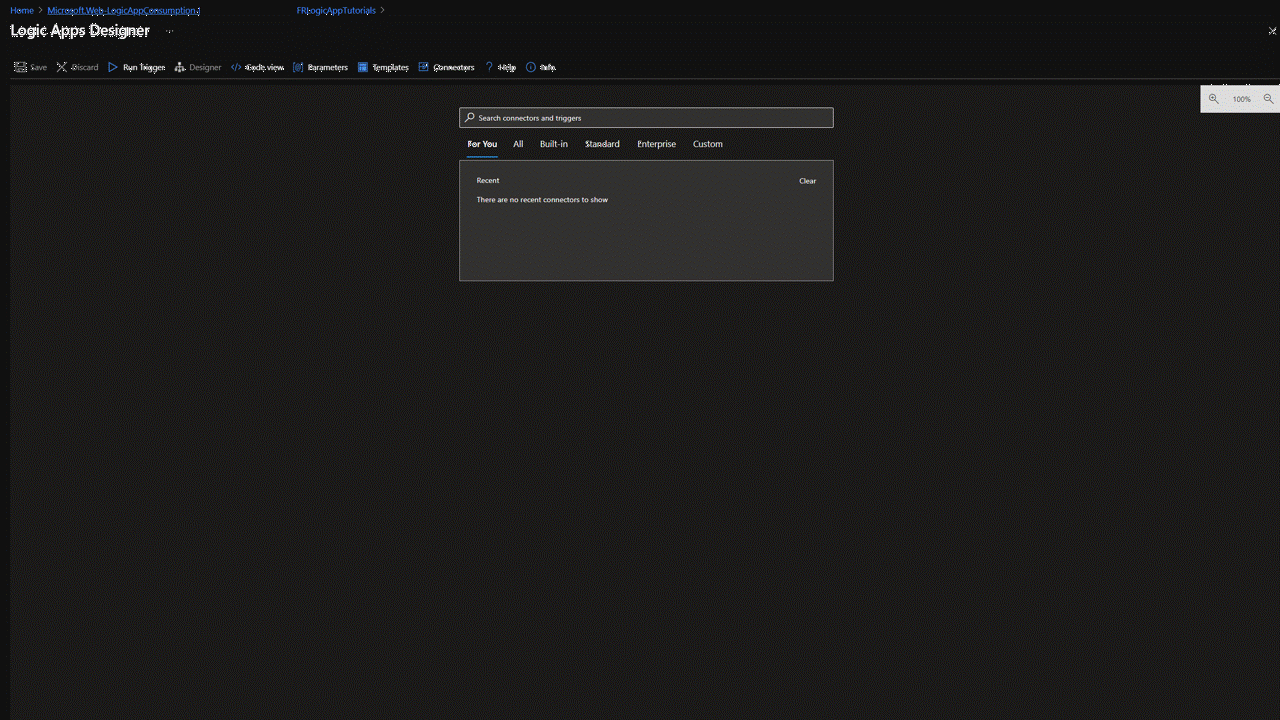 Home > Microsoft.Web-LogicAppConsumption FRLogicAppTutorials >
Logic Apps Designer ...
Save Discard Run Trigger Designer Code view Parameters Templates Connectors Help Info
100%
Search connectors and triggers
For You All Built-in Standard Enterprise Custom
Recent Clear
There are no recent connectors to show